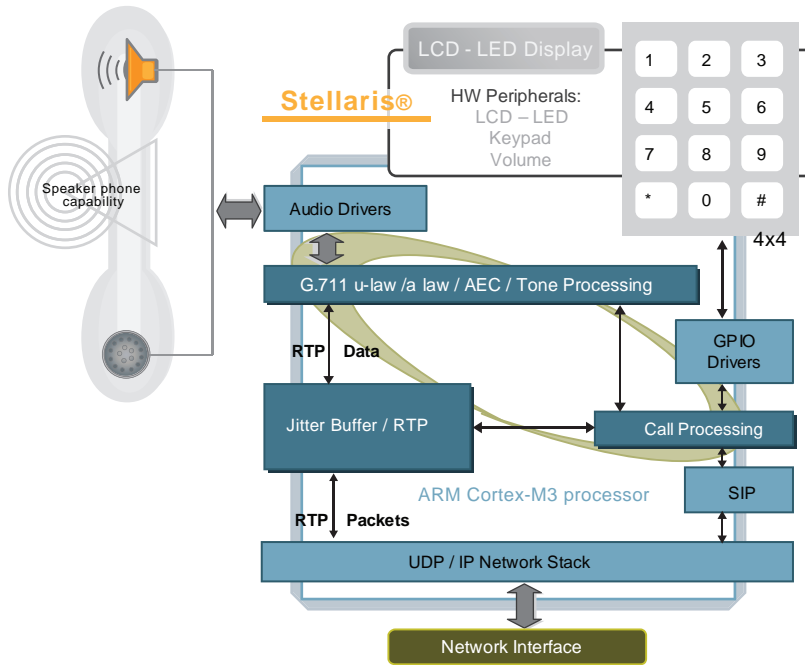 LCD - LED Display
Stellaris®
HW Peripherals:
LCD – LED
Keypad
Volume
1 2 3
4 5 6
7 8 9
* 0 #
4x4
Speaker phone
capability
Audio Drivers
G.711 u-law /a law / AEC / Tone Processing
RTP Data
GPIO
Drivers
Jitter Buffer / RTP
Call Processing
ARM Cortex-M3 processor
SIP
RTP Packets
UDP / IP Network Stack
Network Interface